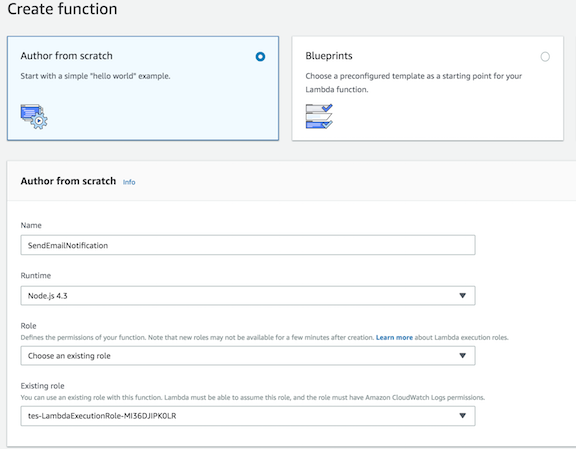 Create function
Author from scratch
Start with a simple "hello world" example.
Blueprints
Choose a preconfigured template as a starting point for your
Lambda function.
Author from scratch Info
Name
SendEmailNotification
Runtime
Node.js 4.3
Role
Defines the permissions of your function. Note that new roles may not be available for a few minutes after creation. Learn more about Lambda execution roles.
Choose an existing role
Existing role
You can use an existing role with this function. Lambda must be able to assume this role, and the role must have Amazon CloudWatch Logs permissions.
tes-LambdaExecutionRole-MI36DJIPK0LR